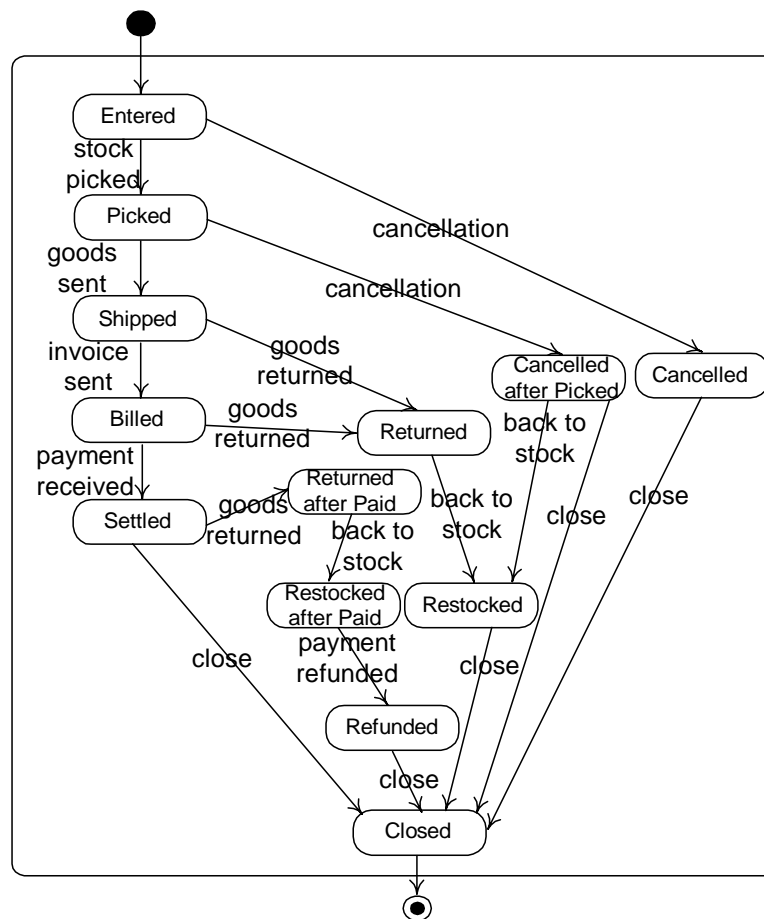 Entered
stock
picked
Picked
cancellation
goods
sent
cancellation
Shipped
invoice
sent
goods
returned
Cancelled
after Picked
Cancelled
Billed
goods
returned
Returned
back to
stock
payment
received
Returned
after Paid
Settled
goods
returned
back to
stock
back to
stock
close
close
Restocked
after Paid
Restocked
close
payment
refunded
close
Refunded
close
Closed